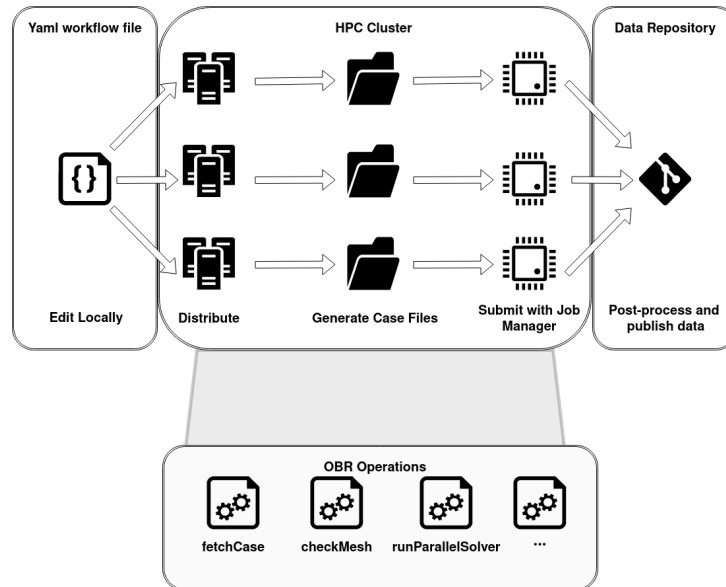 Yaml workflow file
HPC Cluster
Data Repository
{}
Edit Locally
Distribute
Generate Case Files
Submit with Job
Manager
Post-process and
publish data
OBR Operations
fetchCase
checkMesh
runParallelSolver
...